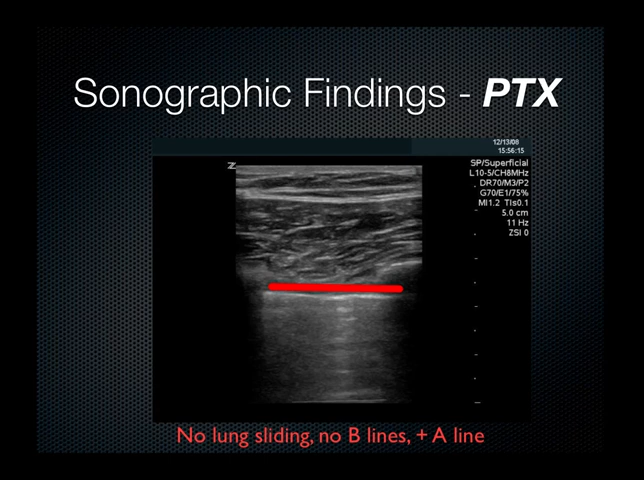 Sonographic Findings - PTX
12/13/08
15:56:15
Z
SP/Superficial
L10-5/CH8MHz
DR70/M3/P2
G70/E1/75%
MI1.2 TIs0.1
5.0 cm
11 Hz
ZSI 0
No lung sliding, no B lines, + A line